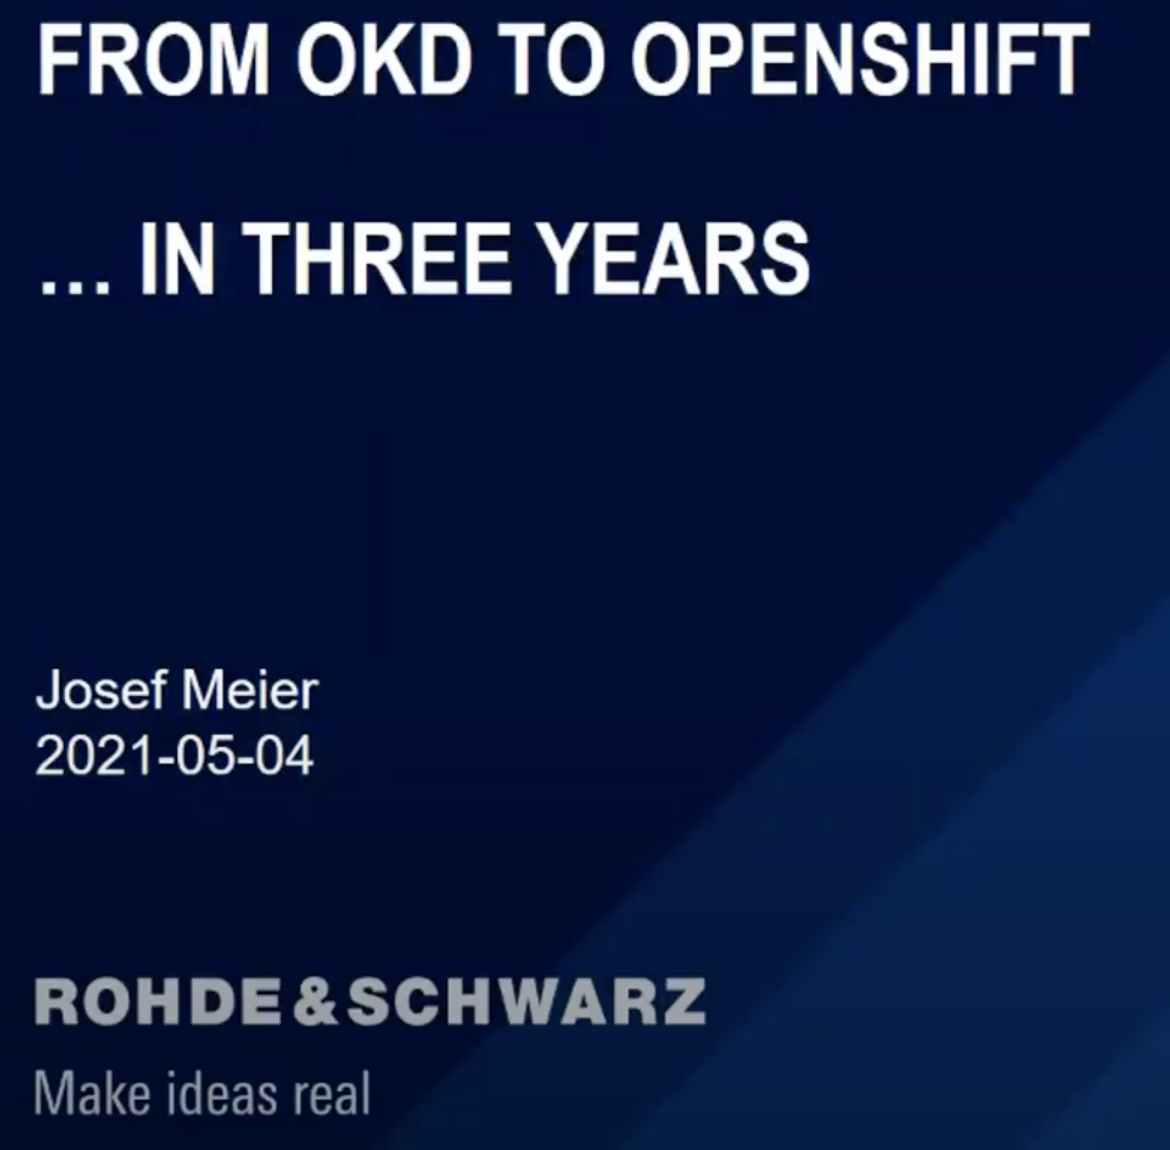 FROM OKD TO OPENSHIFT
... IN THREE YEARS
Josef Meier
2021-05-04
ROHDE&SCHWARZ
Make ideas real